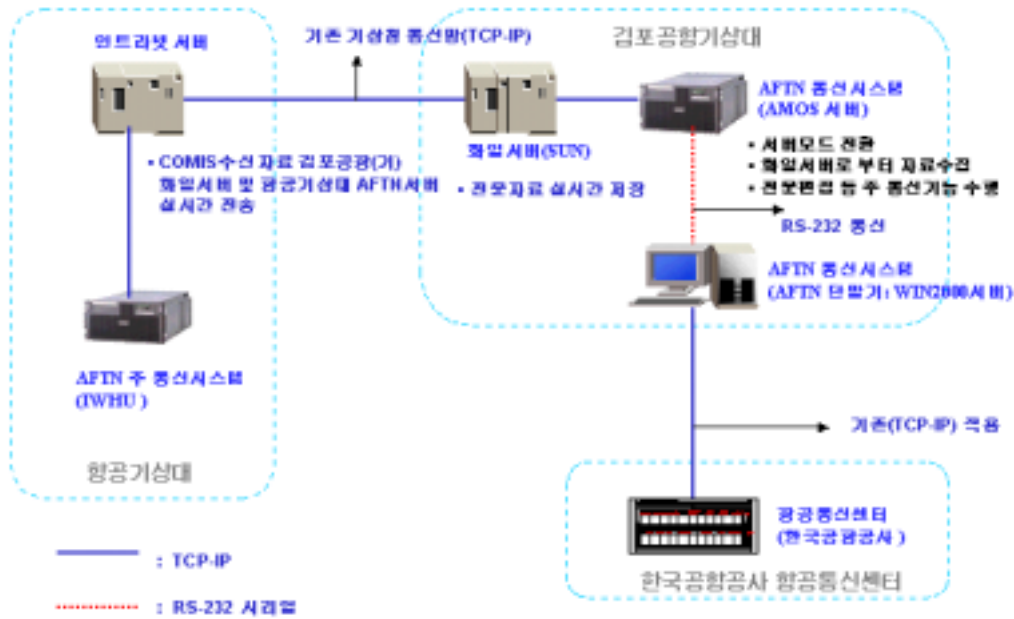 인트라넷 서버
기존 기상청 통신망(TCP-IP)
김포공항기상대
AFTN 통신시스템
(AMOS 서버)
화일서버(SUN)
• 서버모드 전환
• 화일서버로 부터 자료수집
• 전문편집 등 주 통신기능 수행
• COMIS수신자료 김포공항(기)
화일서버 및 항공기상대 AFTN서버
실시간 전송
• 전문자료 실시간 저장
RS-232 통신
AFTN 통신시스템
(AFTN 단말기: WIN2000서버)
AFTN 주 통신시스템
(IWHU )
기존(TCP-IP) 적용
항공기상대
항공통신센터
(한국공항공사 )
한국공항공사 항공통신센터
: TCP-IP
: RS-232 시리얼